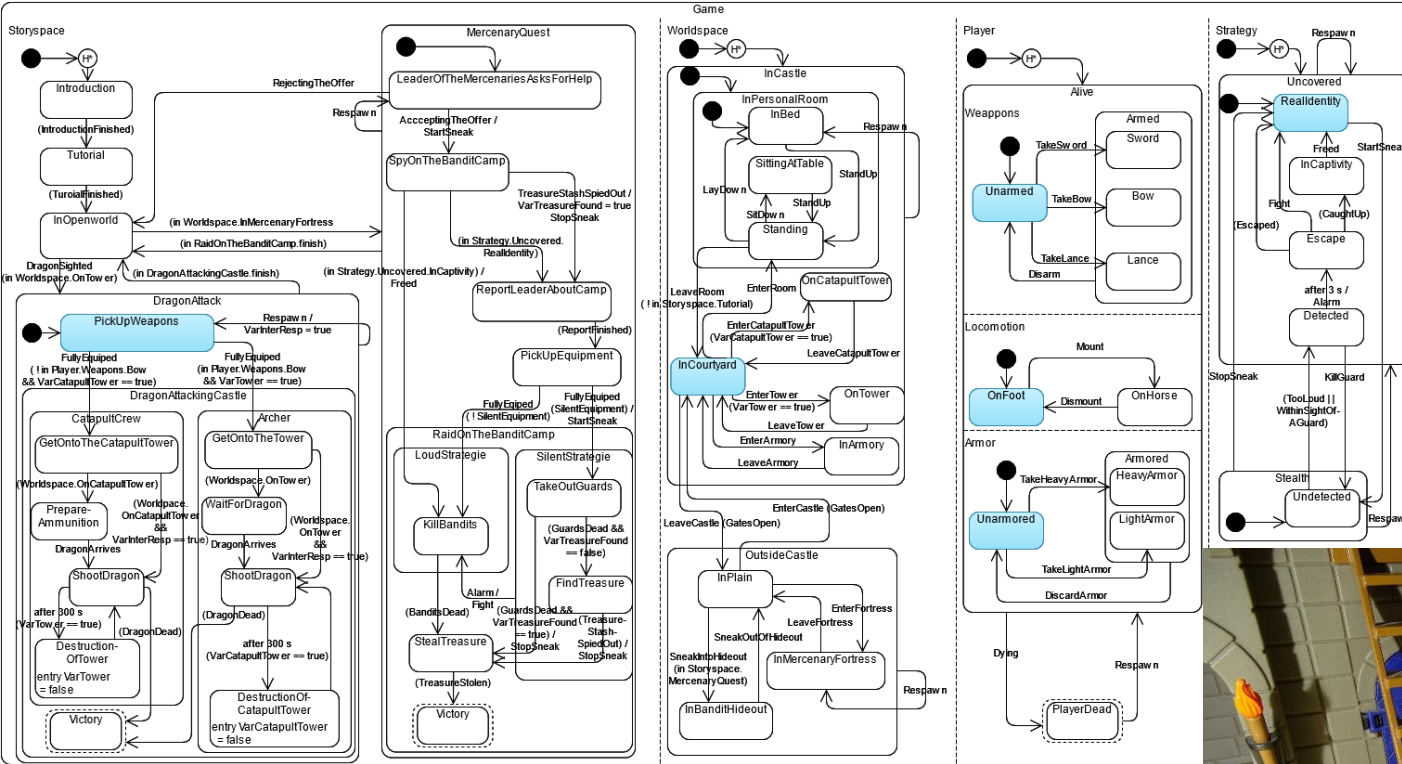 Game
Storyspace
H*
Introduction
(IntroductionFinished)
Tutorial
(TuroialFinished)
InOpenworld
RejectingTheOffer
(in Worldspace.InMercenaryFortress)
(in RaidOnTheBanditCamp.finish)
DragonSighted
(in Worldspace.OnTower)
(in DragonAttackingCastle.finish)
DragonAttack
PickUpWeapons
Respawn /
VarInterResp = true
FullyEquiped
( ! in Player.Weapons.Bow
&& VarCatapultTower == true)
FullyEquiped
(in Player.Weapons.Bow
&& VarTower == true)
DragonAttackingCastle
CatapultCrew
GetOntoTheCatapultTower
(Worldspace.OnCatapultTower)
Prepare-
Ammunition
(Worldpace.
OnCatapultTower
&&
VarInterResp == true)
DragonArrives
ShootDragon
after 300 s
(VarTower == true)
(DragonDead)
Destruction-
OfTower
entry VarTower
= false
Victory
Archer
GetOntoTheTower
(Worldspace.OnTower)
WaitForDragon
(Worldspace.
OnTower
&&
VarInterResp == true)
DragonArrives
ShootDragon
(DragonDead)
after 300 s
(VarCatapultTower == true)
DestructionOf-
CatapultTower
entry VarCatapultTower
= false
MercenaryQuest
LeaderOfTheMercenariesAsksForHelp
Respawn
AccceptingTheOffer /
StartSneak
SpyOnTheBanditCamp
TreasureStashSpiedOut /
VarTreasureFound = true
StopSneak
(in Strategy.Uncovered.
RealIdentity)
(in Strategy.Uncovered.InCaptivity) /
Freed
ReportLeaderAboutCamp
(ReportFinished)
PickUpEquipment
FullyEqiped
( ! SilentEquipment)
FullyEquiped
(SilentEquipment) /
StartSneak
RaidOnTheBanditCamp
LoudStrategie
KillBandits
SilentStrategie
TakeOutGuards
(GuardsDead &&
VarTreasureFound
== false)
FindTreasure
Alarm /
Fight
(BanditsDead)
(GuardsDead &&
VarTreasureFound
== true) /
StopSneak
(Treasure-
Stash-
SpiedOut) /
StopSneak
StealTreasure
(TreasureStolen)
Victory
Worldspace
H*
InCastle
InPersonalRoom
InBed
Respawn
SittingAtTable
StandUp
LayDown
SitDown
StandUp
Standing
LeaveRoom
( ! in Storyspace.Tutorial)
EnterRoom
OnCatapultTower
EnterCatapultTower
(VarCatapultTower == true)
LeaveCatapultTower
InCourtyard
EnterTower
(VarTower == true)
OnTower
LeaveTower
EnterArmory
InArmory
LeaveArmory
LeaveCastle (GatesOpen)
EnterCastle (GatesOpen)
OutsideCastle
InPlain
EnterFortress
LeaveFortress
SneakOutOfHideout
SneakIntoHideout
(in Storyspace.
MercenaryQuest)
InMercenaryFortress
Respawn
InBanditHideout
Player
H*
Alive
Weappons
Armed
TakeSword
Sword
Unarmed
TakeBow
Bow
TakeLance
Lance
Disarm
Locomotion
Mount
OnFoot
Dismount
OnHorse
Armor
Armored
TakeHeavyArmor
HeavyArmor
Unarmored
LightArmor
TakeLightArmor
DiscardArmor
Dying
Respawn
PlayerDead
Strategy
H*
Respawn
Uncovered
RealIdentity
Freed
StartSneak
InCaptivity
Fight
(CaughtUp)
(Escaped)
Escape
after 3 s /
Alarm
Detected
StopSneak
KillGuard
(TooLoud ||
WithinSightOf-
AGuard)
Stealth
Undetected
Respawn